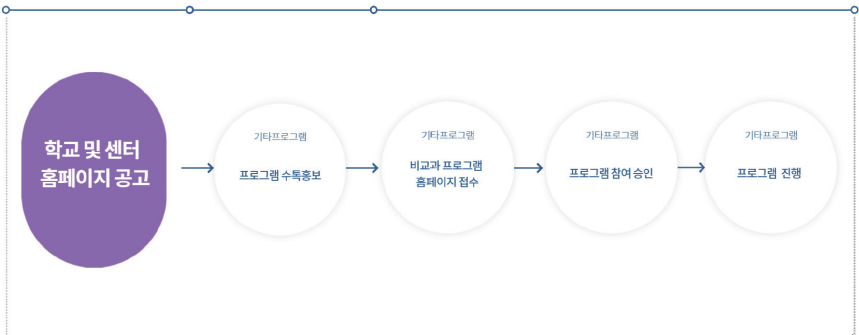 학교 및 센터
홈페이지 공고
기타프로그램
프로그램 수톡홍보
기타프로그램
비교과 프로그램
홈페이지 접수
기타프로그램
프로그램 참여 승인
기타프로그램
프로그램 진행